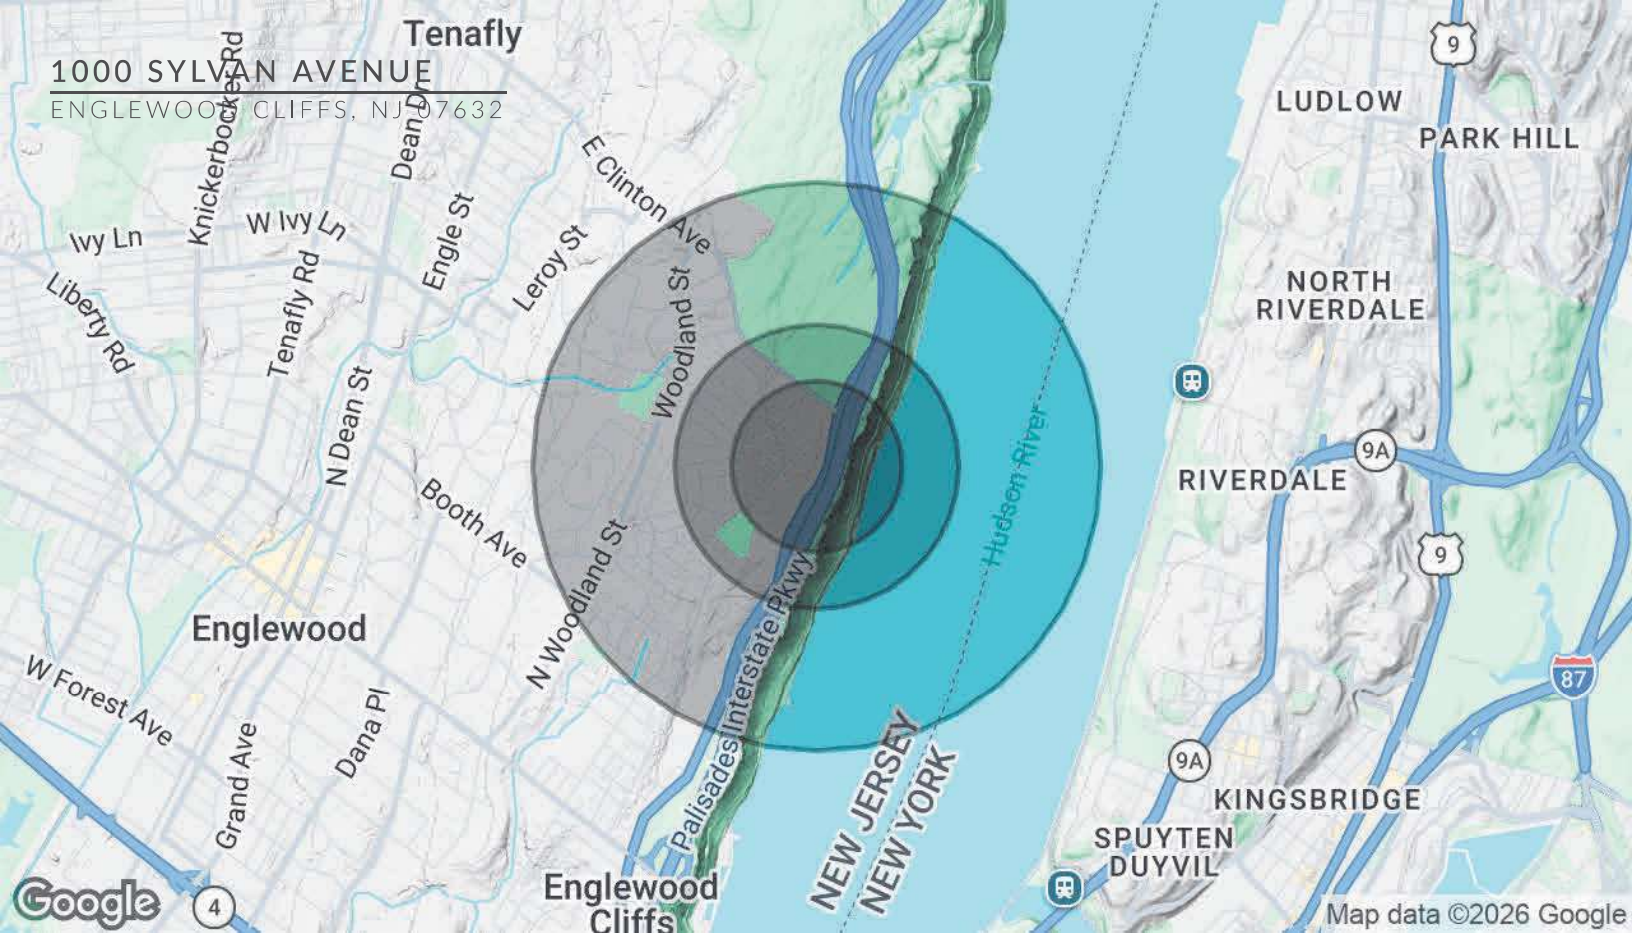 Tenafly
1000 SYLVAN AVENUE
ENGLEWOOD CLIFFS, NJ 07632
Knickerbocker Rd
Dean Dr
9
LUDLOW
PARK HILL
E Clinton Ave
Ivy Ln
W Ivy Ln
Engle St
Leroy St
Liberty Rd
Tenafly Rd
Woodland St
NORTH
RIVERDALE
N Dean St
Hudson River
9A
RIVERDALE
Booth Ave
9
N Woodland St
Palisades Interstate Pkwy
Englewood
W Forest Ave
Dana Pl
Grand Ave
87
9A
NEW JERSEY
NEW YORK
KINGSBRIDGE
SPUYTEN
DUYVIL
Englewood
Cliffs
Google
4
Map data ©2026 Google